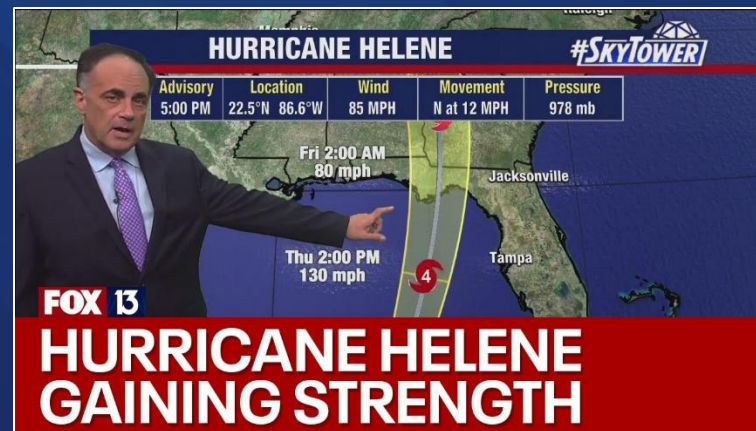 Memphis
Raleigh
HURRICANE HELENE
#SKYTOWER
Advisory Location Wind Movement Pressure
5:00 PM 22.5°N 86.6°W 85 MPH N at 12 MPH 978 mb
Fri 2:00 AM
80 mph
Jacksonville
Thu 2:00 PM
130 mph
Tampa
4
FOX 13
HURRICANE HELENE
GAINING STRENGTH